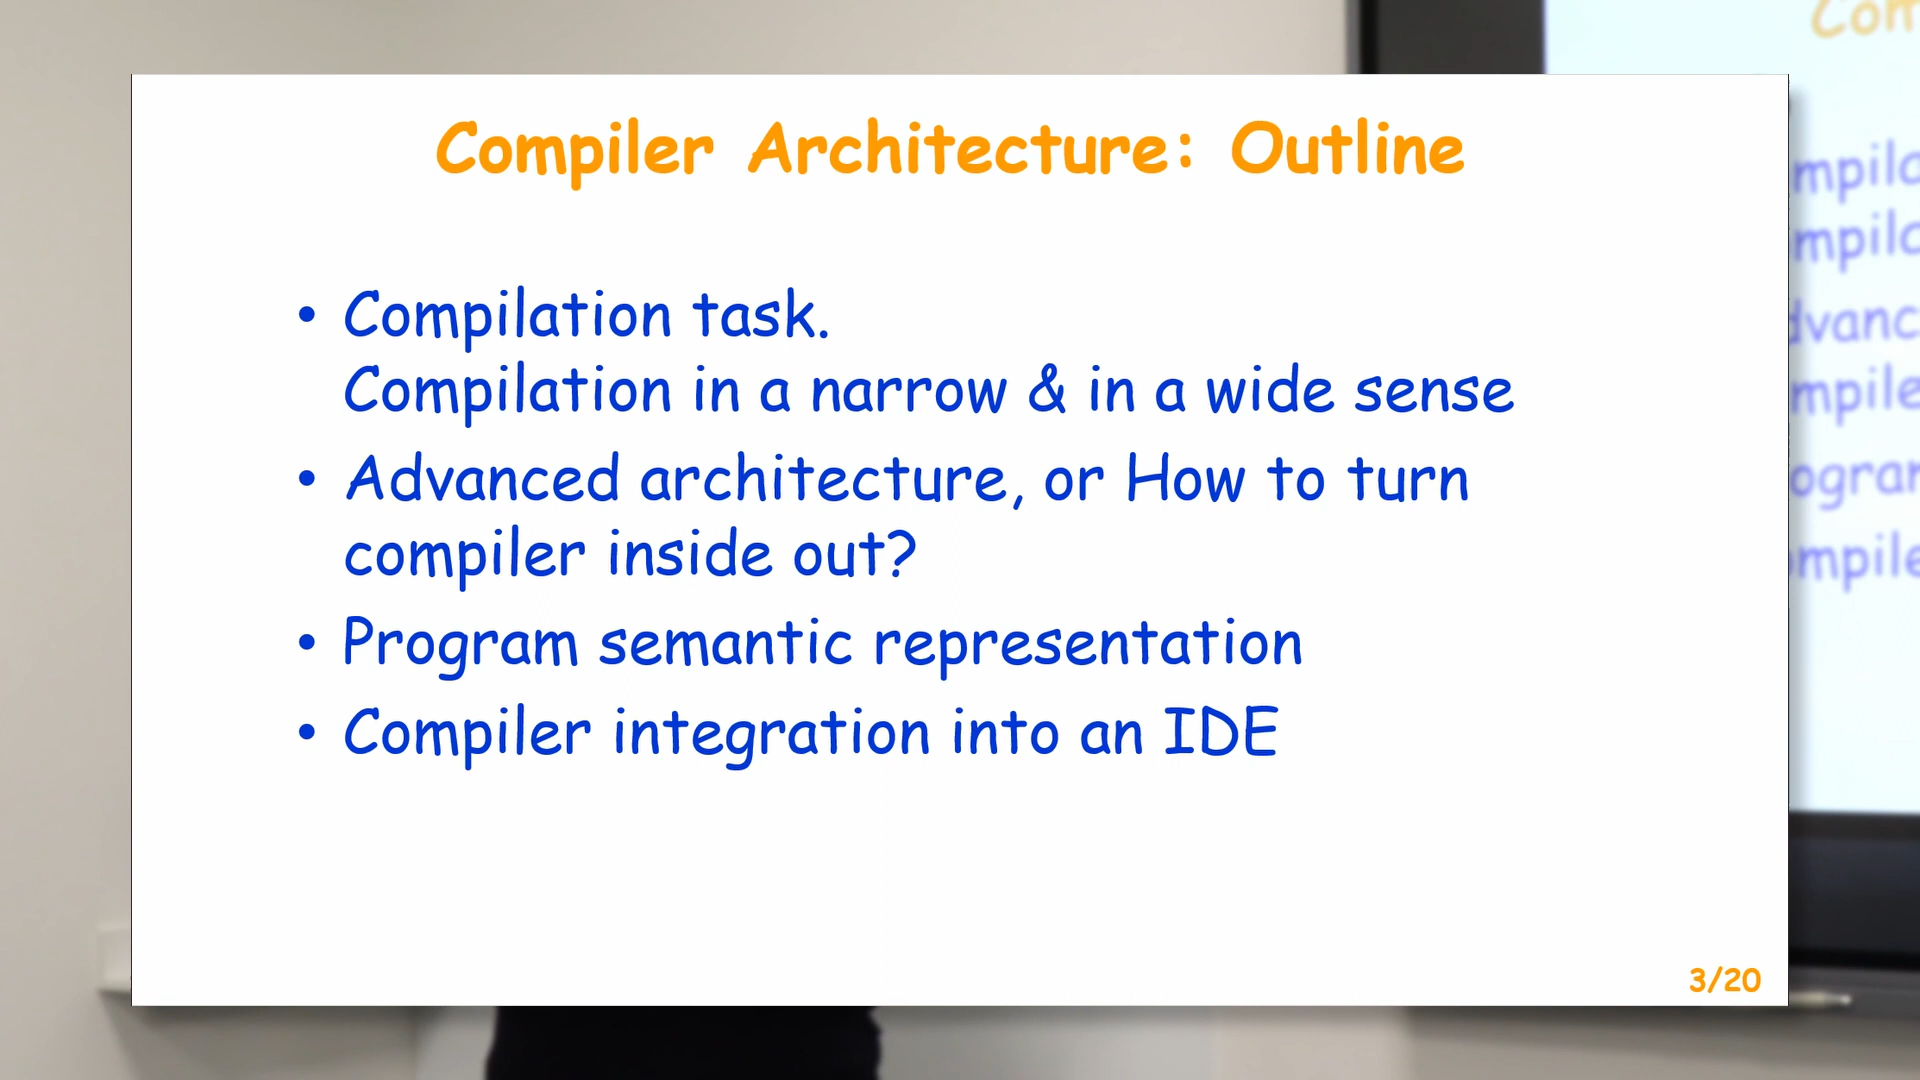 Compiler Architecture: Outline
• Compilation task.
Compilation in a narrow & in a wide sense
• Advanced architecture, or How to turn
compiler inside out?
• Program semantic representation
• Compiler integration into an IDE
3/20